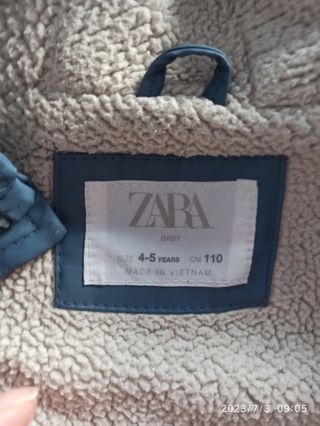 ZARA
BABY
SIZE 4-5 YEARS CM 110
MADE IN VIETNAM
2023/7/3 09:05